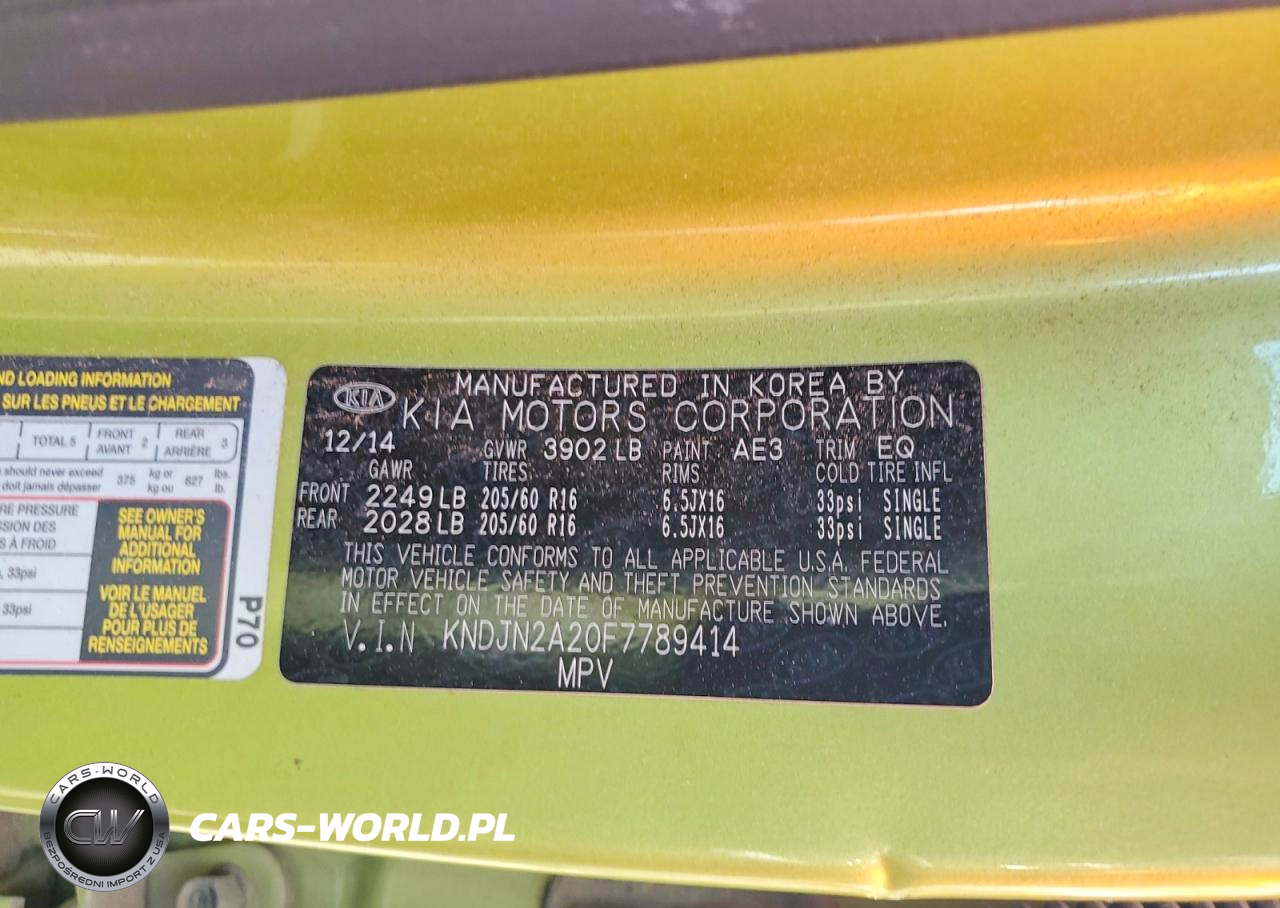 ND LOADING INFORMATION
SUR LES PNEUS ET LE CHARGEMENT
TOTAL 5 FRONT AVANT 2 REAR ARRIÈRE 3
should never exceed 375 kg or 827 lbs.
doit jamais dépasser kg ou lb.
RE PRESSURE
SSION DES
S À FROID
, 33psi
33psi
SEE OWNER'S
MANUAL FOR
ADDITIONAL
INFORMATION
VOIR LE MANUEL
DE L'USAGER
POUR PLUS DE
RENSEIGNEMENTS
P70
KIA
MANUFACTURED IN KOREA BY
KIA MOTORS CORPORATION
12/14 GVWR 3902 LB PAINT AE3 TRIM EQ
GAWR TIRES RIMS COLD TIRE INFL
FRONT 2249 LB 205/60 R16 6.5JX16 33psi SINGLE
REAR 2028 LB 205/60 R16 6.5JX16 33psi SINGLE
THIS VEHICLE CONFORMS TO ALL APPLICABLE U.S.A. FEDERAL
MOTOR VEHICLE SAFETY AND THEFT PREVENTION STANDARDS
IN EFFECT ON THE DATE OF MANUFACTURE SHOWN ABOVE.
V.I.N KNDJN2A20F7789414
MPV
CARS-WORLD
CW
BEZPOŚREDNI IMPORT Z USA
CARS-WORLD.PL